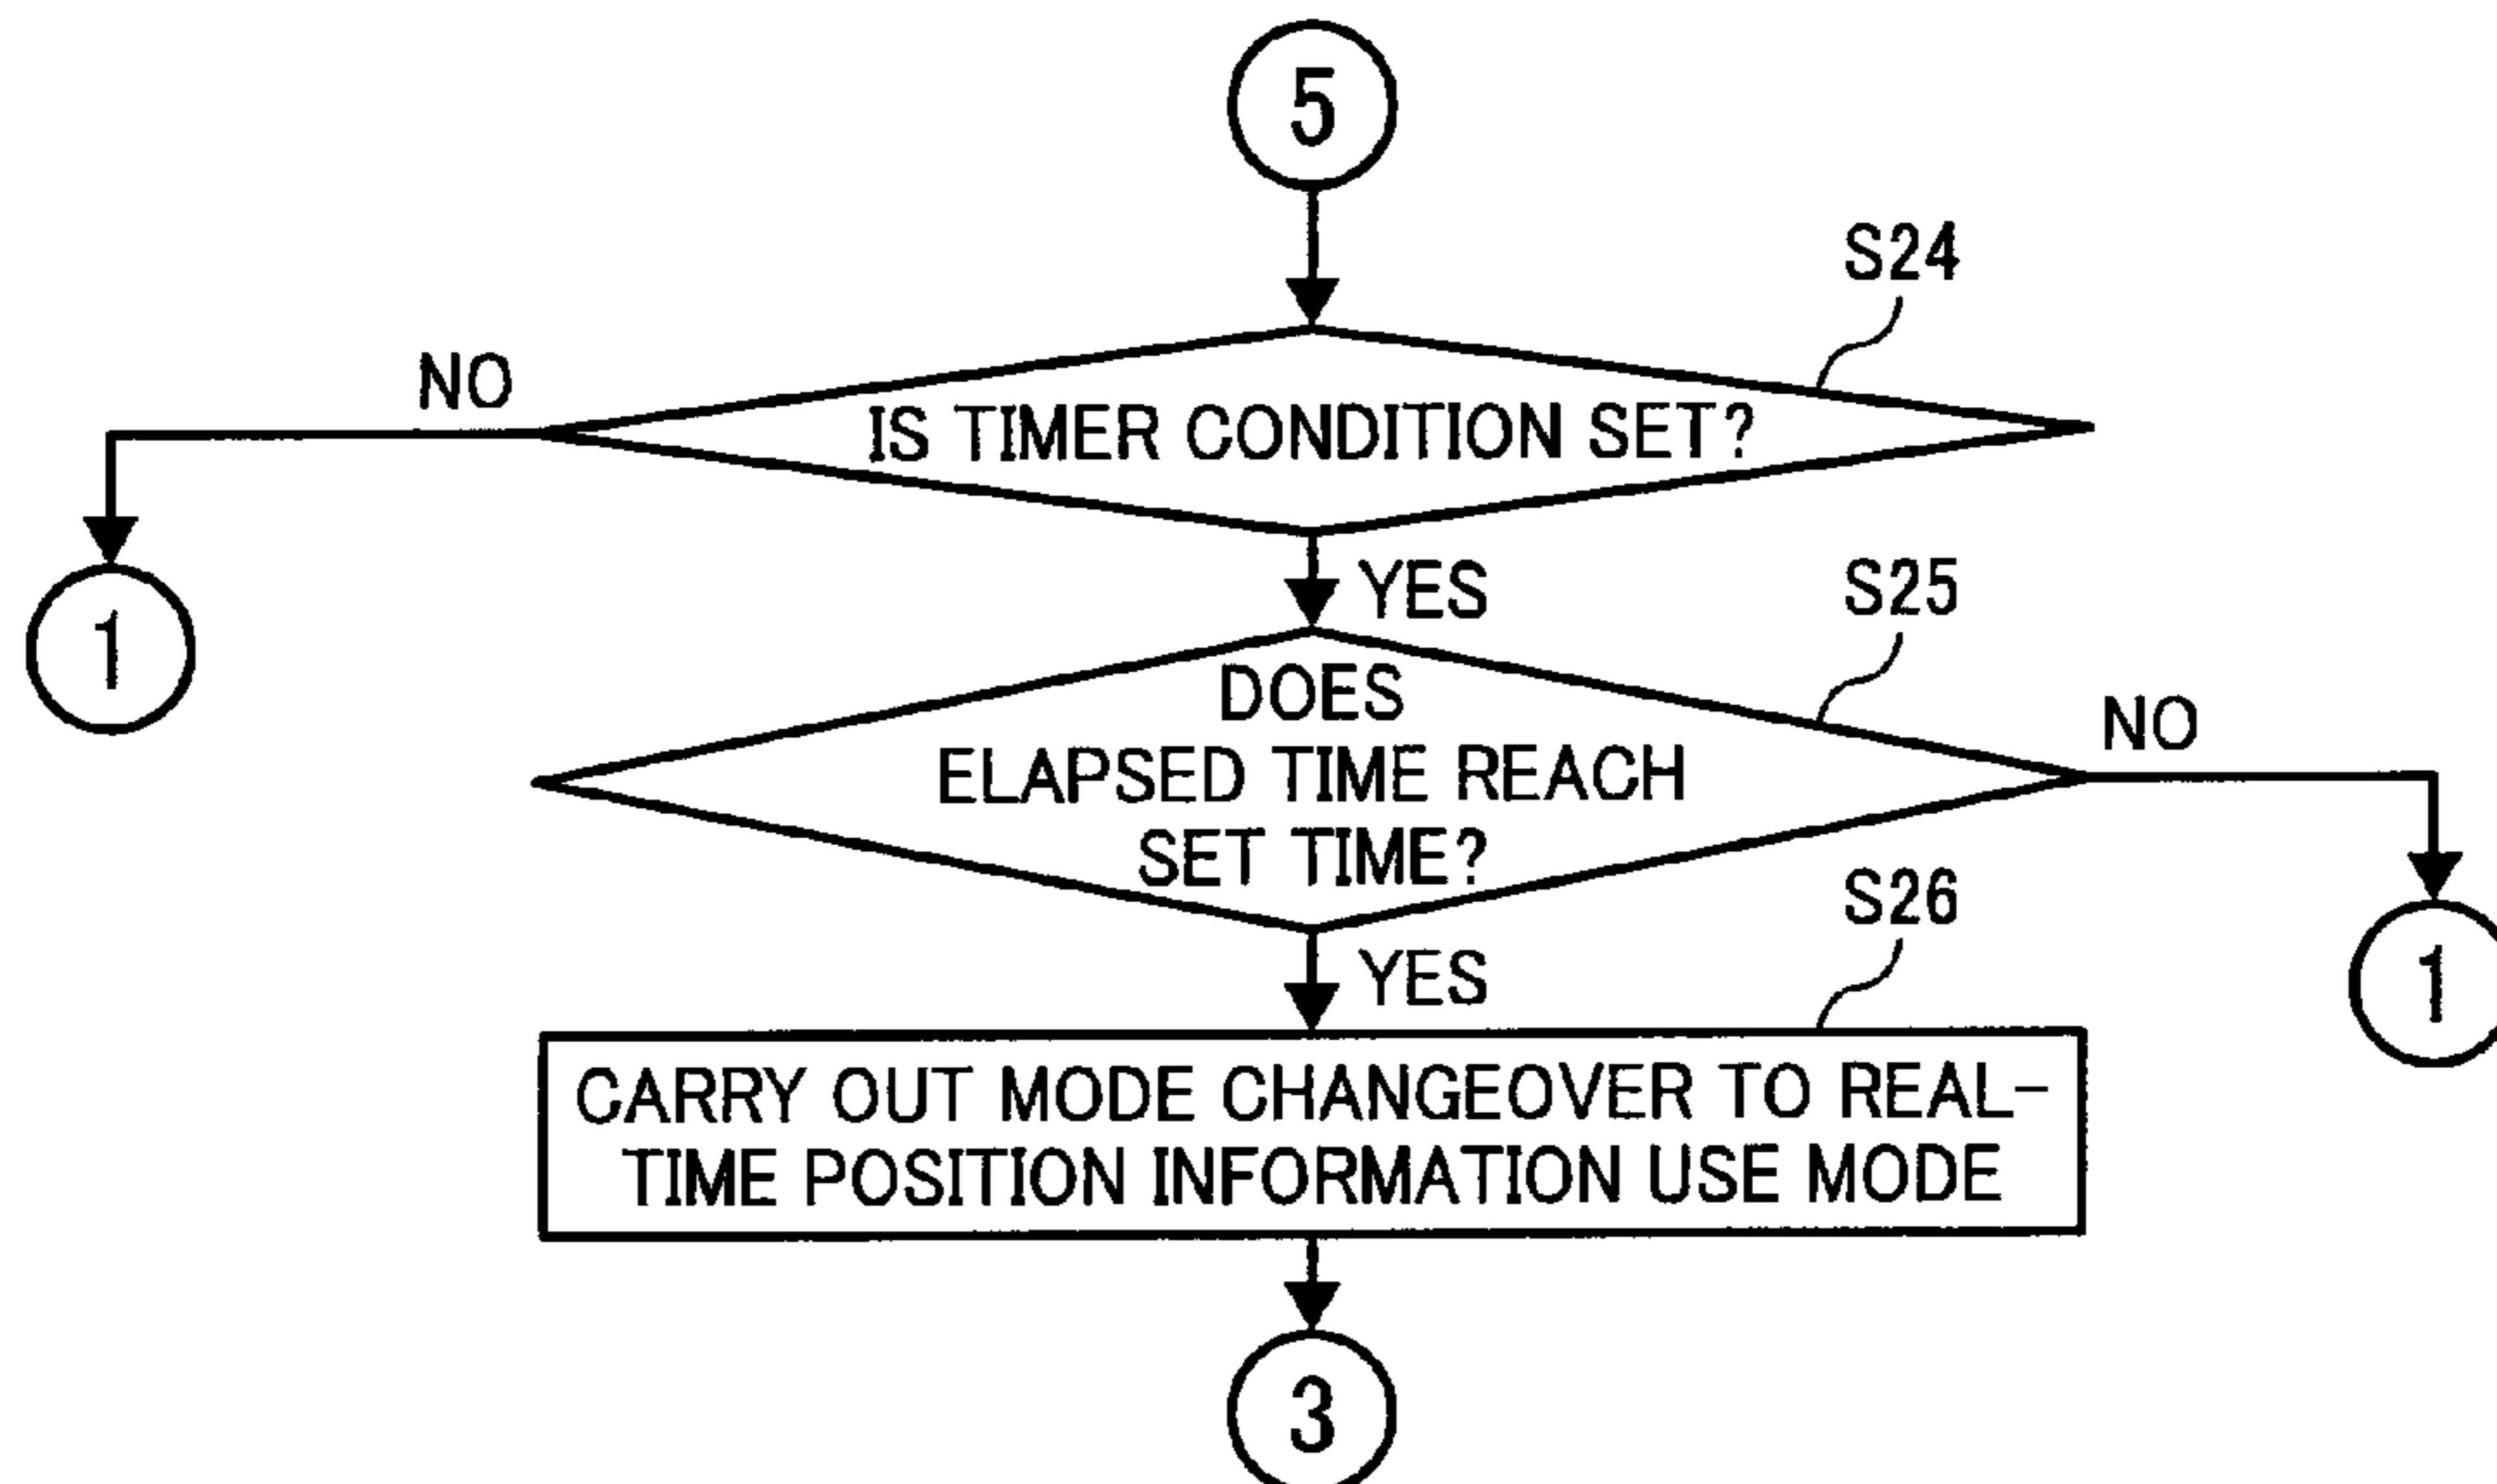 5
S24
NO
IS TIMER CONDITION SET?
YES
S25
1
DOES
ELAPSED TIME REACH
SET TIME?
NO
S26
YES
1
CARRY OUT MODE CHANGEOVER TO REAL-
TIME POSITION INFORMATION USE MODE
3